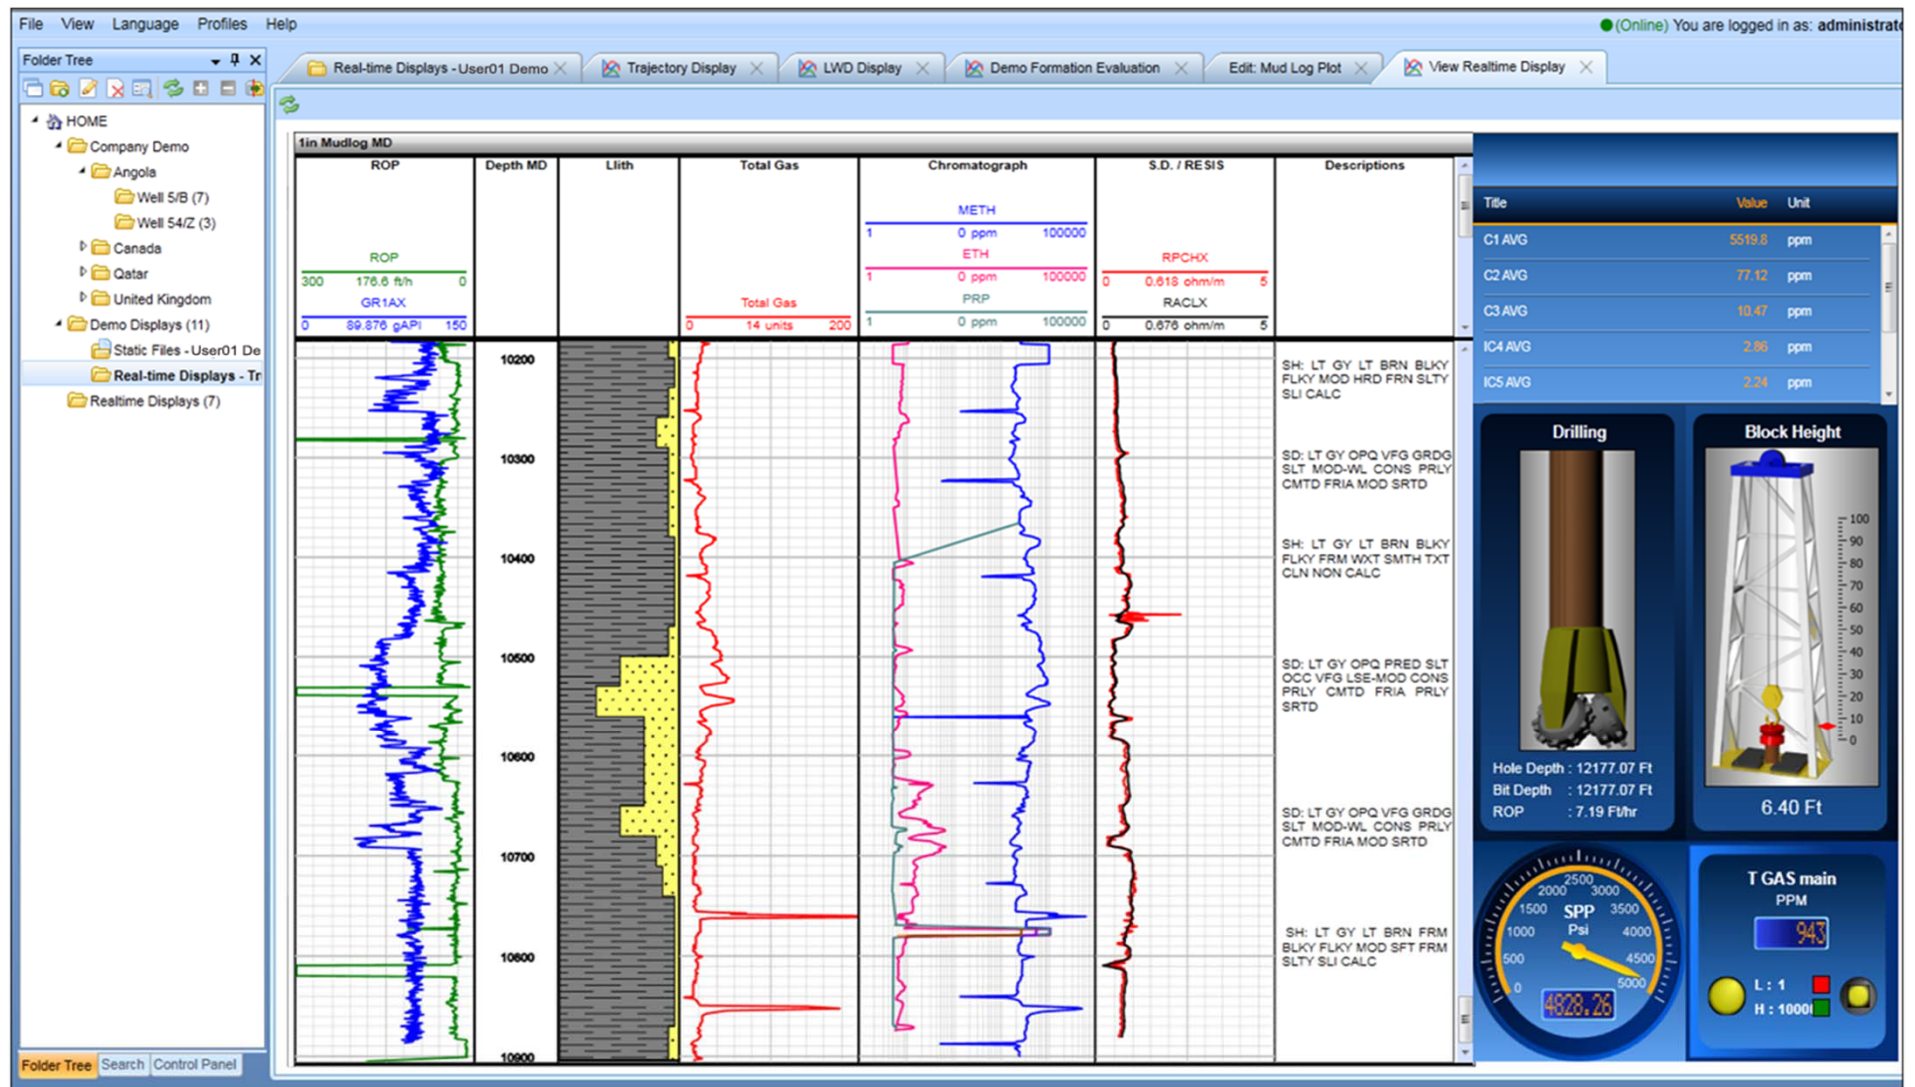 File View Language Profiles Help
(Online) You are logged in as: administrato
Folder Tree
Real-time Displays - User01 Demo
Trajectory Display
LWD Display
Demo Formation Evaluation
Edit: Mud Log Plot
View Realtime Display
HOME
Company Demo
Angola
Well 5/B (7)
Well 54/Z (3)
Canada
Qatar
United Kingdom
Demo Displays (11)
Static Files - User01 De
Real-time Displays - Tr
Realtime Displays (7)
Folder Tree Search Control Panel
1in Mudlog MD
ROP
Depth MD
Llith
Total Gas
Chromatograph
S.D. / RESIS
Descriptions
ROP
300 176.6 ft/h 0
GR1AX
0 89.876 gAPI 150
Total Gas
0 14 units 200
METH
1 0 ppm 100000
ETH
1 0 ppm 100000
PRP
1 0 ppm 100000
RPCHX
0 0.618 ohm/m 5
RACLX
0 0.676 ohm/m 5
10200
10300
10400
10500
10600
10700
10800
10900
SH: LT GY LT BRN BLKY
FLKY MOD HRD FRN SLTY
SLI CALC
SD: LT GY OPQ VFG GRDG
SLT MOD-WL CONS PRLY
CMTD FRIA MOD SRTD
SH: LT GY LT BRN BLKY
FLKY FRM WXT SMTH TXT
CLN NON CALC
SD: LT GY OPQ PRED SLT
OCC VFG LSE-MOD CONS
PRLY CMTD FRIA PRLY
SRTD
SD: LT GY OPQ VFG GRDG
SLT MOD-WL CONS PRLY
CMTD FRIA MOD SRTD
SH: LT GY LT BRN FRM
BLKY FLKY MOD SFT FRM
SLTY SLI CALC
Title Value Unit
C1 AVG 5519.8 ppm
C2 AVG 77.12 ppm
C3 AVG 10.47 ppm
IC4 AVG 2.86 ppm
IC5 AVG 2.24 ppm
Drilling
Hole Depth : 12177.07 Ft
Bit Depth : 12177.07 Ft
ROP : 7.19 Ft/hr
Block Height
100
90
80
70
60
50
40
30
20
10
0
6.40 Ft
0
500
1000
1500
2000
2500
3000
3500
4000
4500
5000
SPP
Psi
4828.26
T GAS main
PPM
943
L : 1
H : 1000